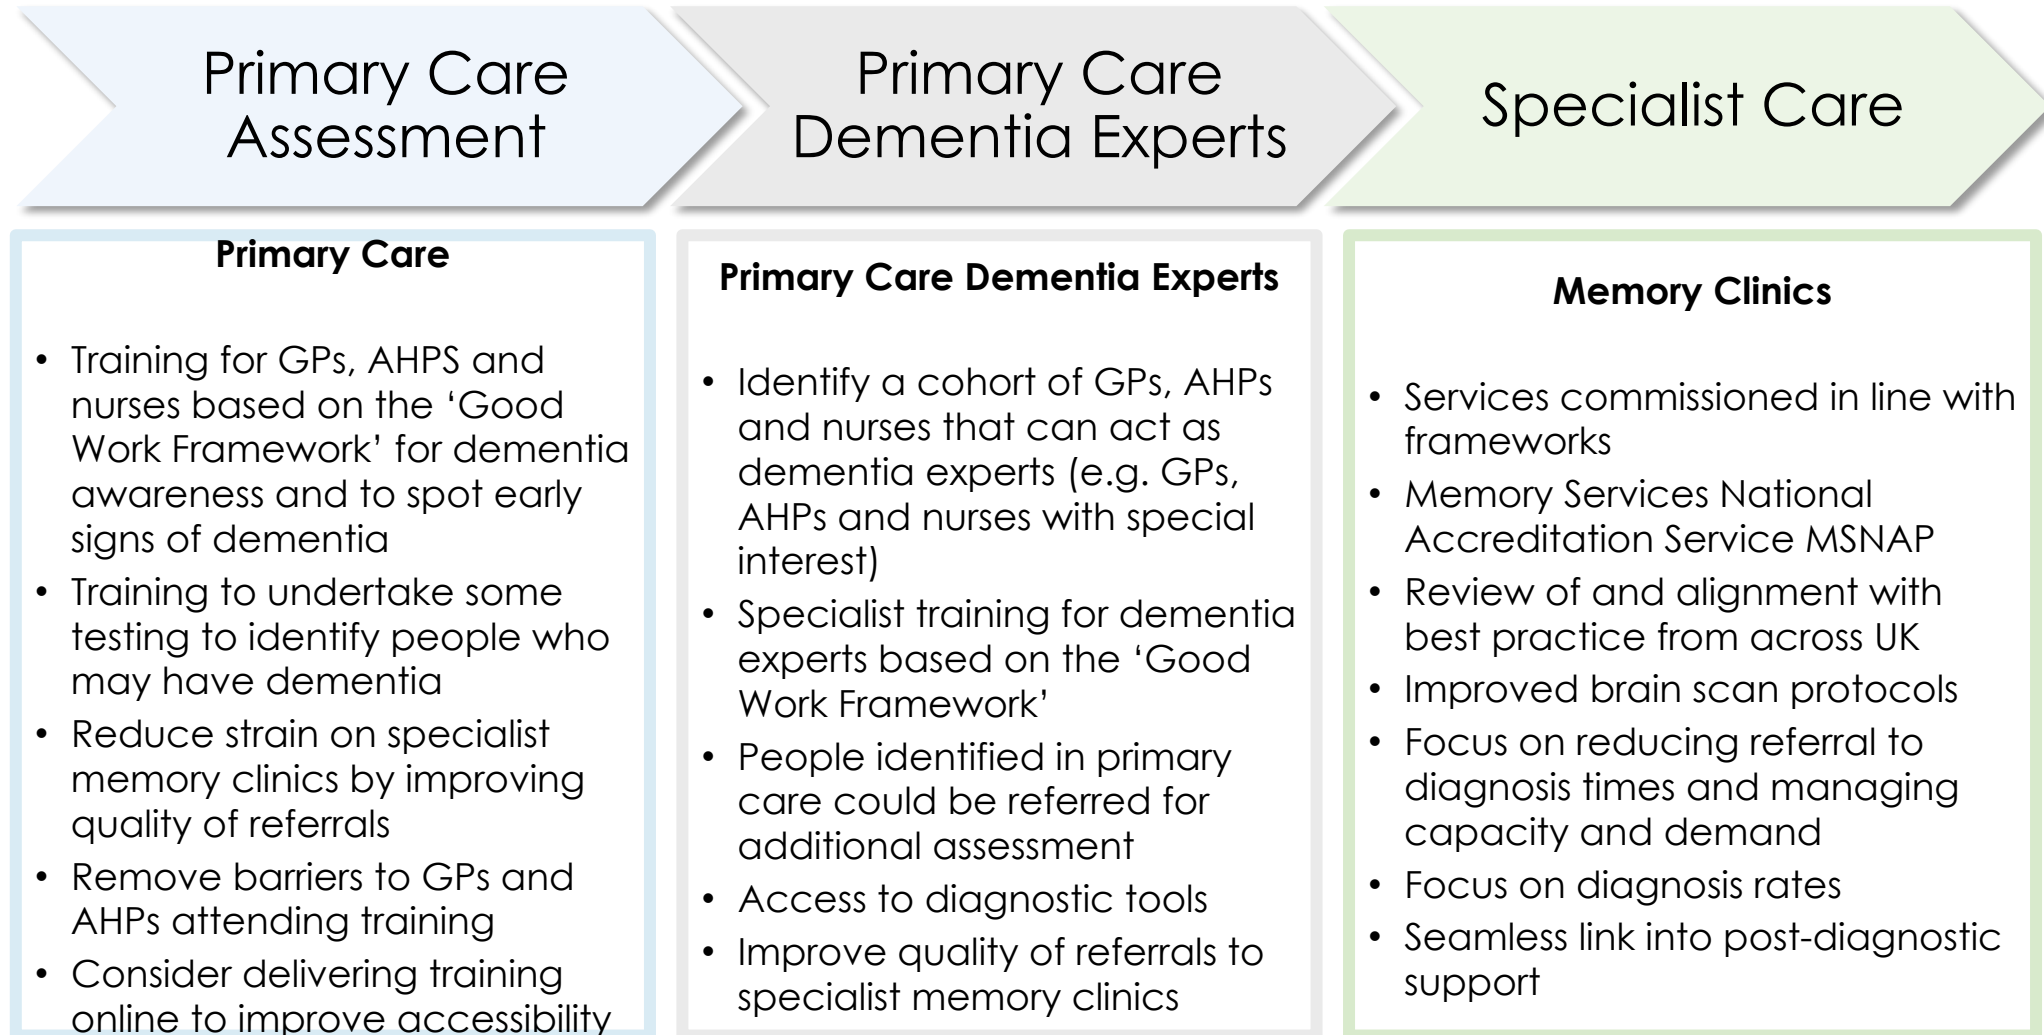 Primary Care
Assessment
Primary Care
Dementia Experts
Specialist Care
Primary Care
• Training for GPs, AHPS and
nurses based on the ‘Good
Work Framework’ for dementia
awareness and to spot early
signs of dementia
• Training to undertake some
testing to identify people who
may have dementia
• Reduce strain on specialist
memory clinics by improving
quality of referrals
• Remove barriers to GPs and
AHPs attending training
• Consider delivering training
online to improve accessibility
Primary Care Dementia Experts
• Identify a cohort of GPs, AHPs
and nurses that can act as
dementia experts (e.g. GPs,
AHPs and nurses with special
interest)
• Specialist training for dementia
experts based on the ‘Good
Work Framework’
• People identified in primary
care could be referred for
additional assessment
• Access to diagnostic tools
• Improve quality of referrals to
specialist memory clinics
Memory Clinics
• Services commissioned in line with
frameworks
• Memory Services National
Accreditation Service MSNAP
• Review of and alignment with
best practice from across UK
• Improved brain scan protocols
• Focus on reducing referral to
diagnosis times and managing
capacity and demand
• Focus on diagnosis rates
• Seamless link into post-diagnostic
support